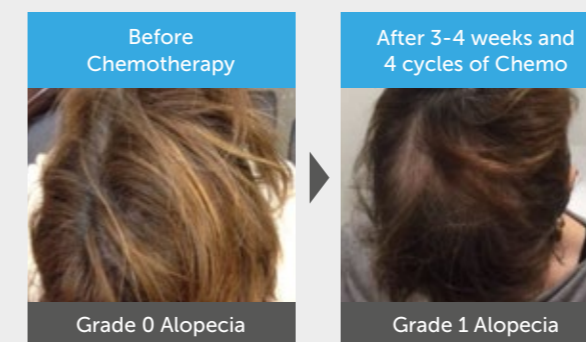 Before
Chemotherapy
After 3-4 weeks and
4 cycles of Chemo
Grade 0 Alopecia
Grade 1 Alopecia